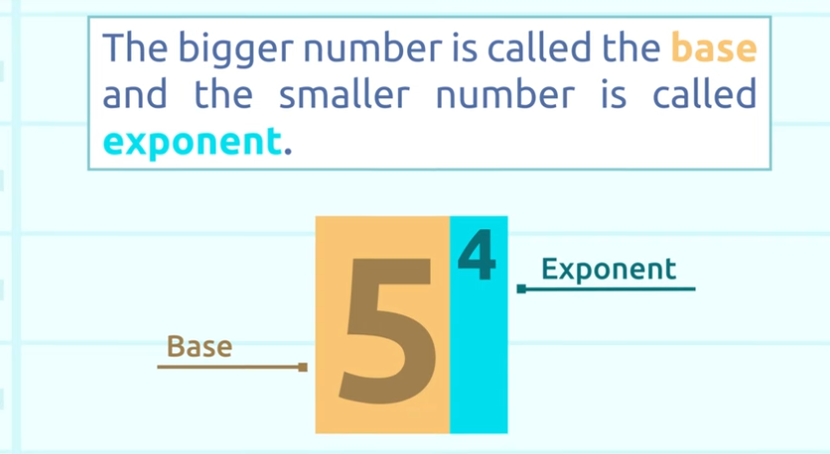 The bigger number is called the base
and the smaller number is called
exponent.
5 4
Exponent
Base